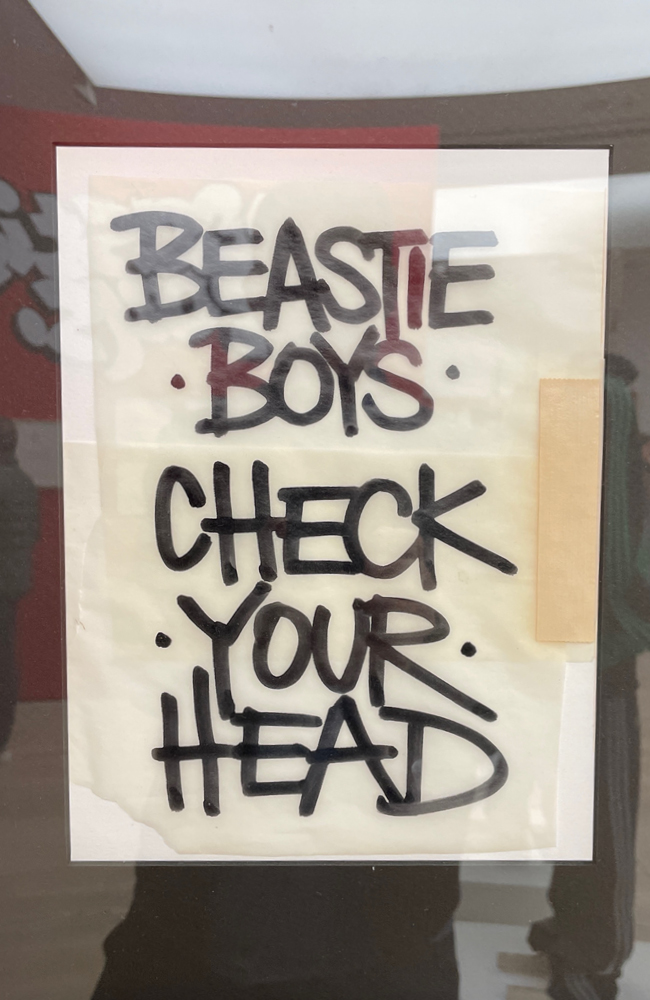 BEASTIE
·BOYS·
CHECK
·YOUR·
HEAD